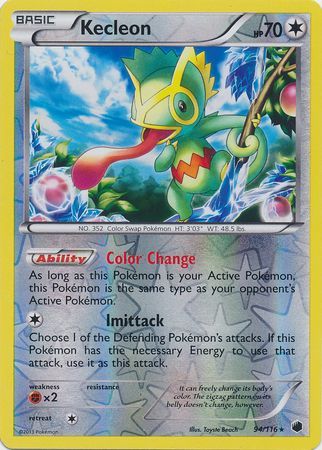 BASIC
Kecleon HP70
NO. 352 Color Swap Pokémon HT: 3'03" WT: 48.5 lbs.
Ability Color Change
As long as this Pokémon is your Active Pokémon,
this Pokémon is the same type as your opponent's
Active Pokémon.
Imittack
Choose 1 of the Defending Pokémon's attacks. If this
Pokémon has the necessary Energy to use that
attack, use it as this attack.
weakness resistance
×2
retreat
It can freely change its body's
color. The zigzag pattern on its
belly doesn't change, however.
©2013 Pokémon
Illus. Toyste Beach 94/116★